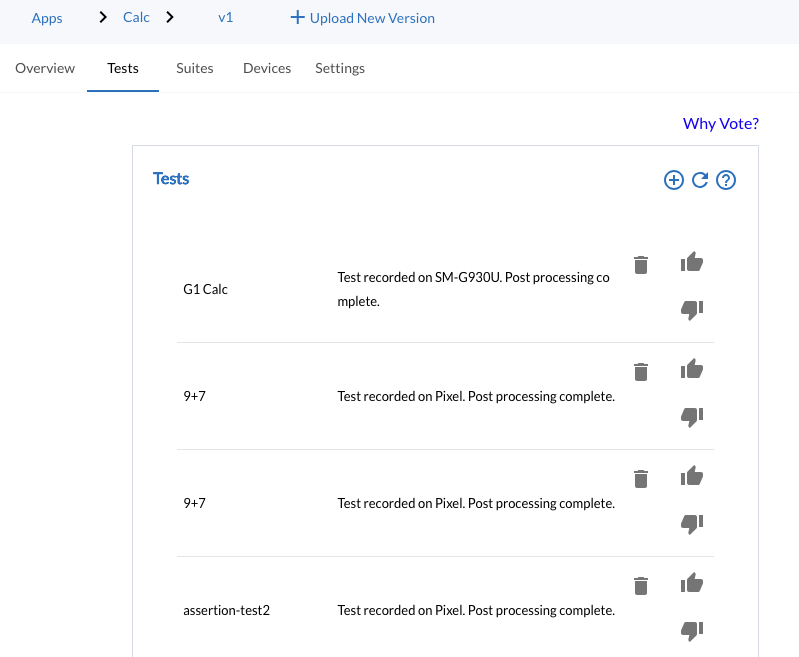 Apps Calc v1 Upload New Version
Overview Tests Suites Devices Settings
Why Vote?
Tests
G1 Calc
Test recorded on SM-G930U. Post processing co
mplete.
9+7 Test recorded on Pixel. Post processing complete.
9+7 Test recorded on Pixel. Post processing complete.
assertion-test2 Test recorded on Pixel. Post processing complete.